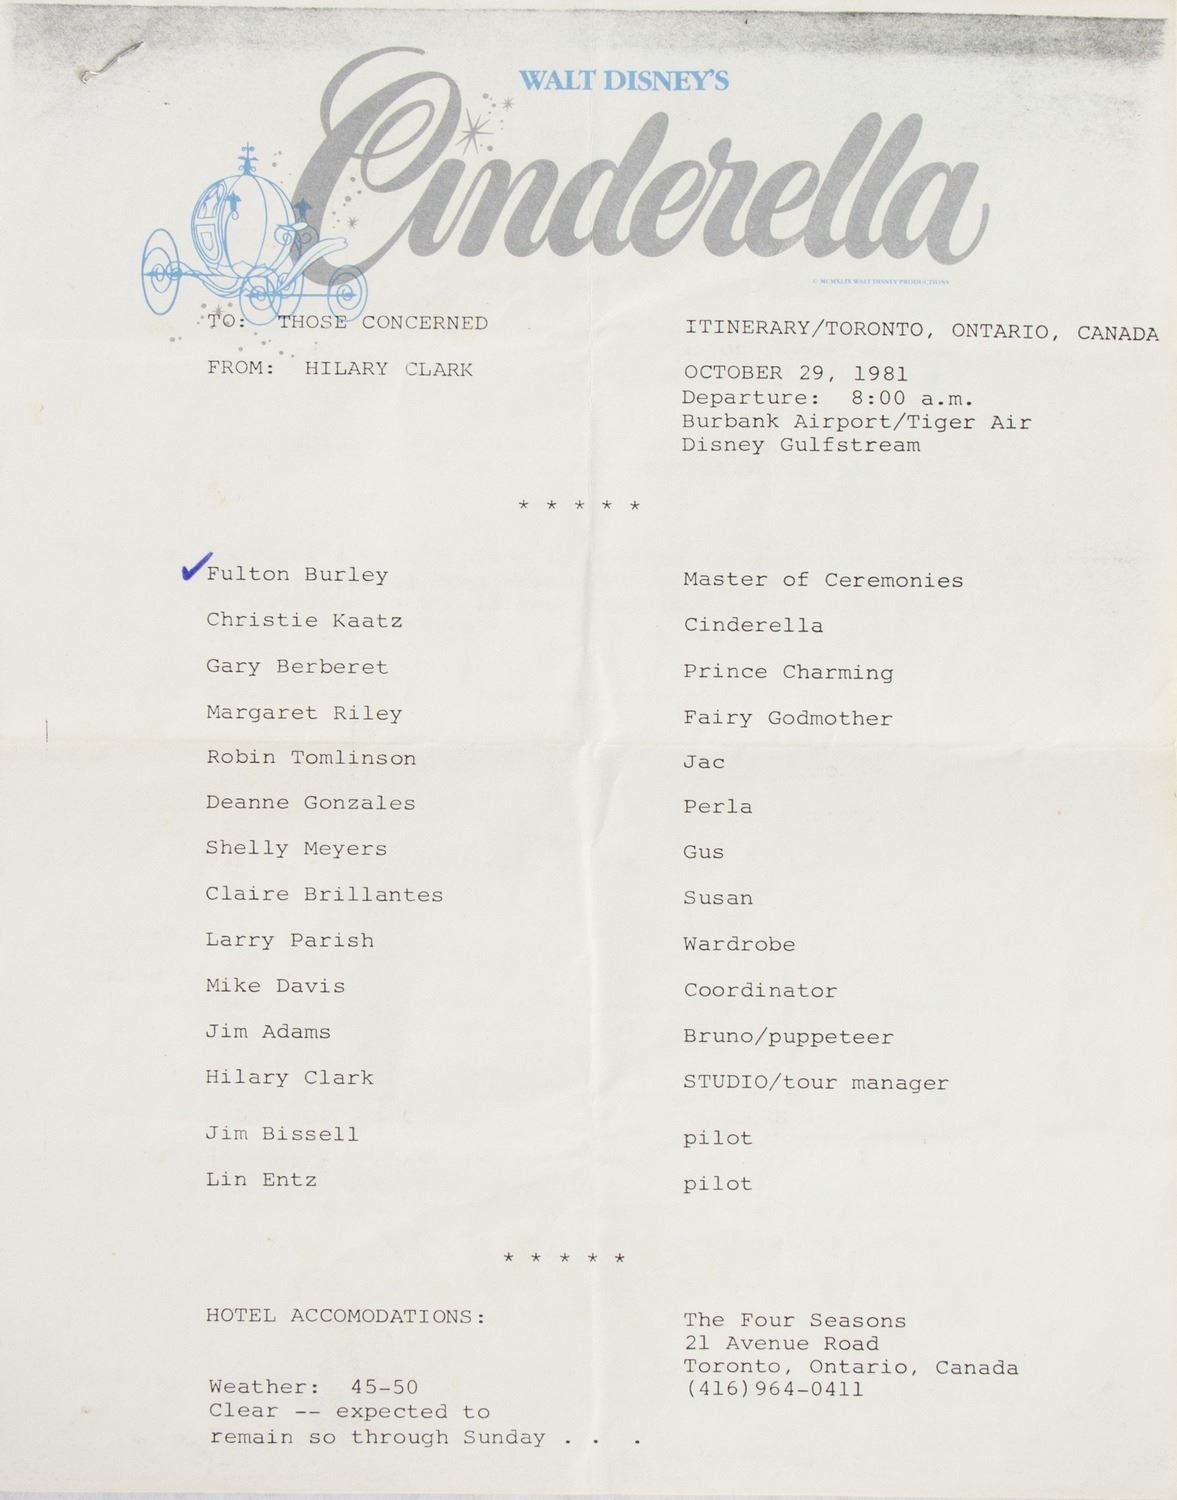 WALT DISNEY'S
Cinderella
© MCMXLIX WALT DISNEY PRODUCTIONS
TO: THOSE CONCERNED
ITINERARY/TORONTO, ONTARIO, CANADA
FROM: HILARY CLARK
OCTOBER 29, 1981
Departure: 8:00 a.m.
Burbank Airport/Tiger Air
Disney Gulfstream
* * * * *
Fulton Burley Master of Ceremonies
Christie Kaatz Cinderella
Gary Berberet Prince Charming
Margaret Riley Fairy Godmother
Robin Tomlinson Jac
Deanne Gonzales Perla
Shelly Meyers Gus
Claire Brillantes Susan
Larry Parish Wardrobe
Mike Davis Coordinator
Jim Adams Bruno/puppeteer
Hilary Clark STUDIO/tour manager
Jim Bissell pilot
Lin Entz pilot
* * * * *
HOTEL ACCOMODATIONS:
The Four Seasons
21 Avenue Road
Toronto, Ontario, Canada
(416)964-0411
Weather: 45-50
Clear -- expected to
remain so through Sunday . . .